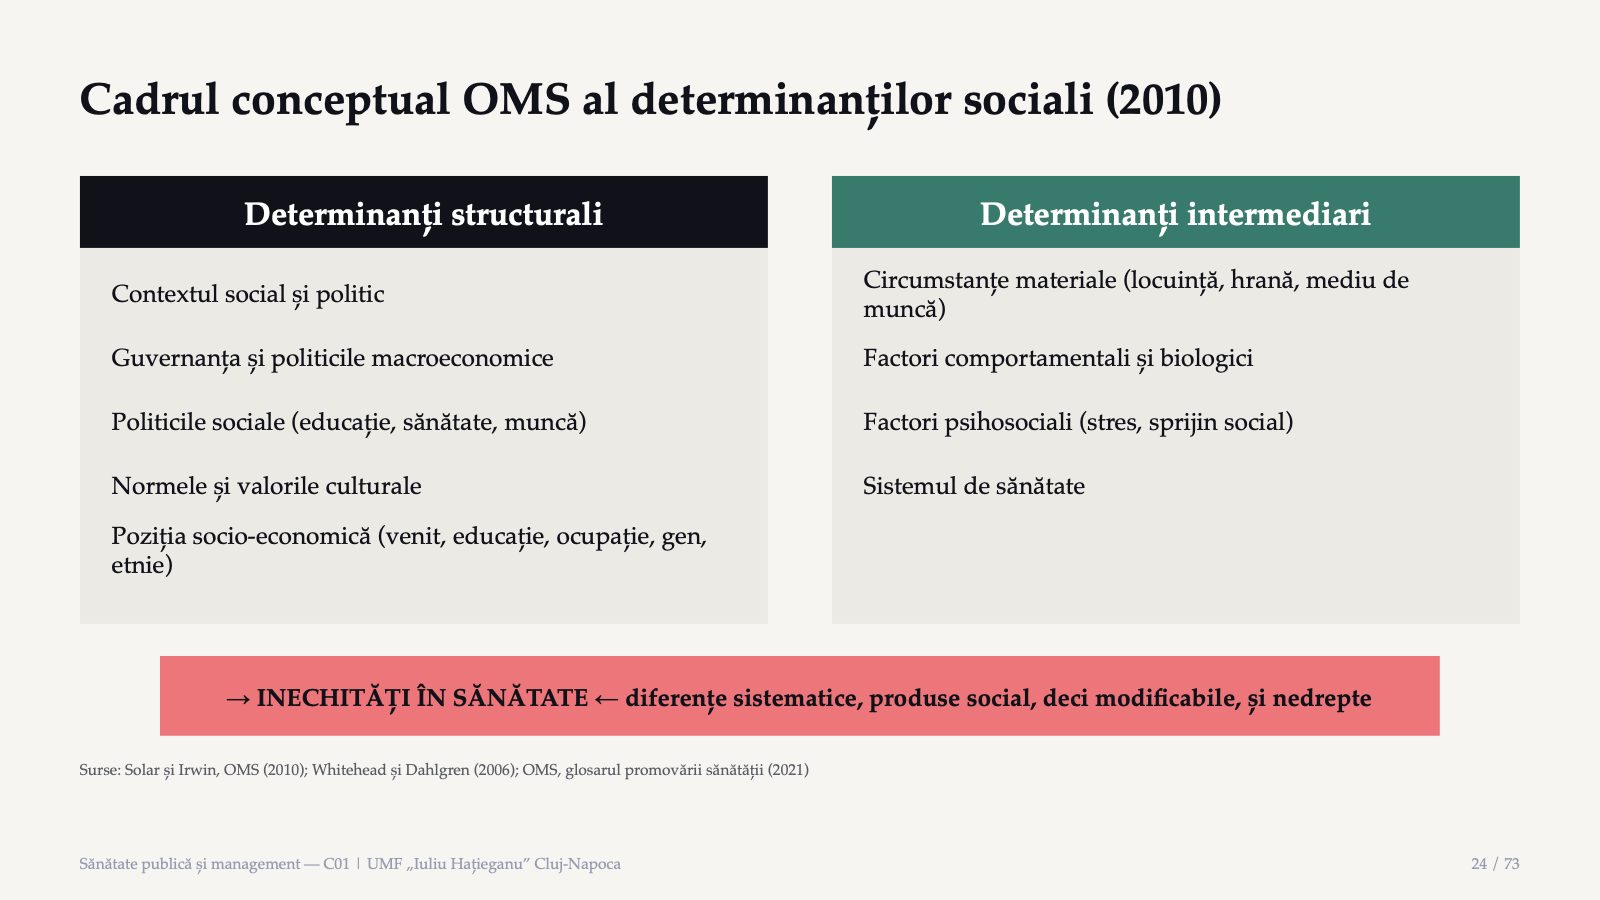 Cadrul conceptual OMS al determinanților sociali (2010)
Determinanți structurali
Contextul social și politic
Guvernanța și politicile macroeconomice
Politicile sociale (educație, sănătate, muncă)
Normele și valorile culturale
Poziția socio-economică (venit, educație, ocupație, gen,
etnie)
Determinanți intermediari
Circumstanțe materiale (locuință, hrană, mediu de
muncă)
Factori comportamentali și biologici
Factori psihosociali (stres, sprijin social)
Sistemul de sănătate
→ INECHITĂȚI ÎN SĂNĂTATE ← diferențe sistematice, produse social, deci modificabile, și nedrepte
Surse: Solar și Irwin, OMS (2010); Whitehead și Dahlgren (2006); OMS, glosarul promovării sănătății (2021)
Sănătate publică și management — C01 | UMF „Iuliu Hațieganu” Cluj-Napoca
24 / 73